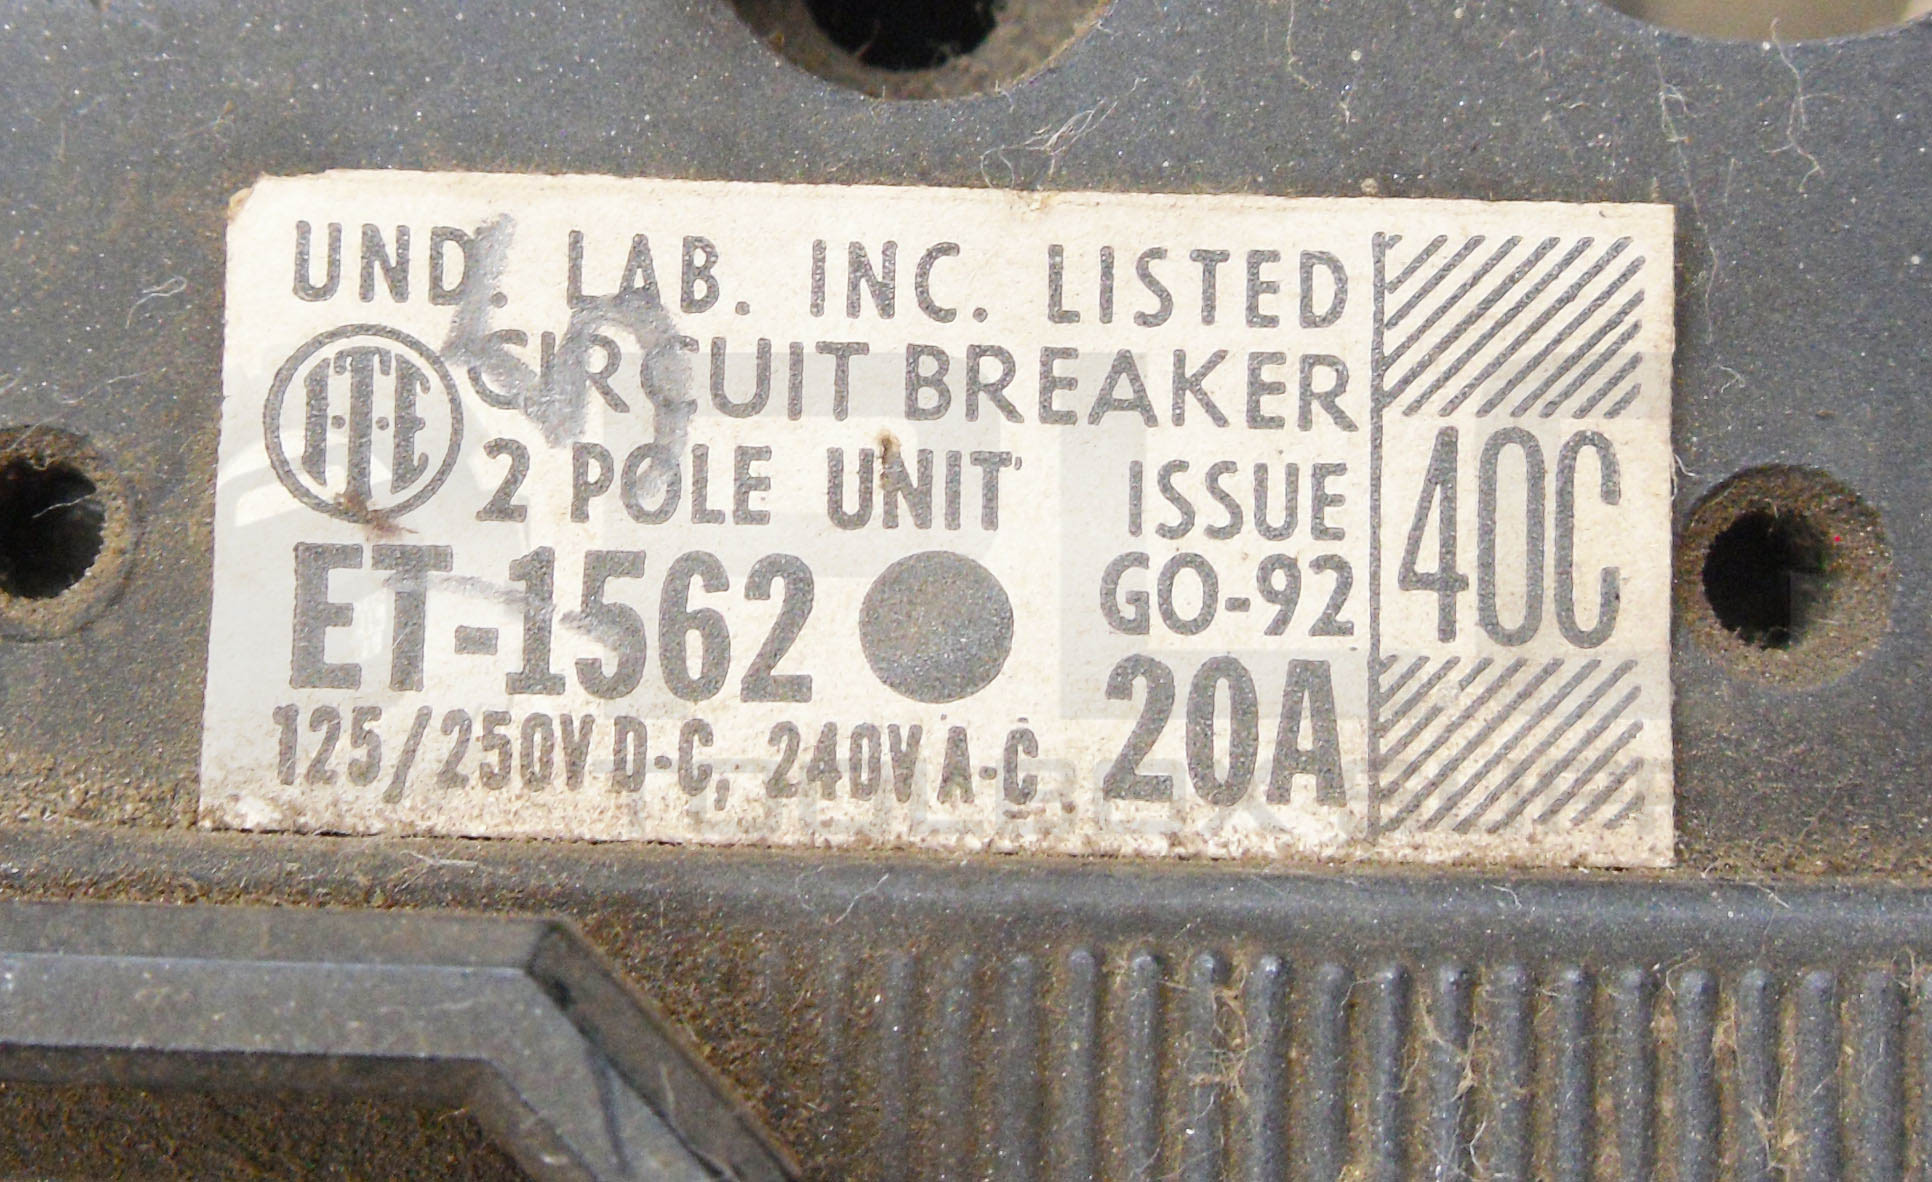 UND. LAB. INC. LISTED
I-T-E
CIRCUIT BREAKER
2 POLE UNIT
ISSUE
GO-92
40C
ET-1562
20A
125/250V D-C, 240V A-C